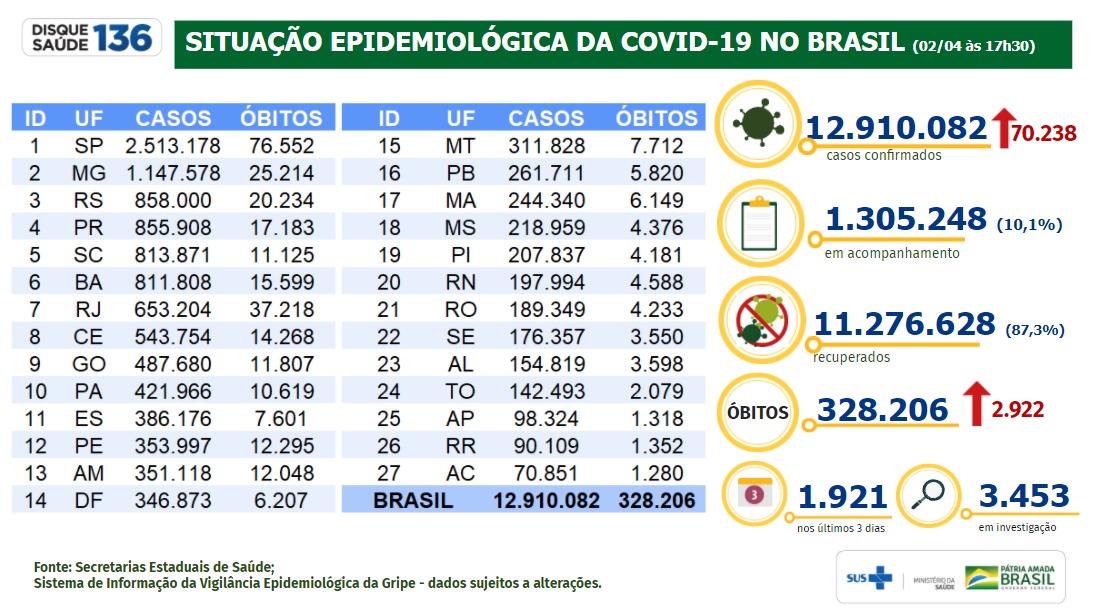 DISQUE
SAÚDE 136
SITUAÇÃO EPIDEMIOLÓGICA DA COVID-19 NO BRASIL (02/04 às 17h30)
ID UF CASOS ÓBITOS
1 SP 2.513.178 76.552
2 MG 1.147.578 25.214
3 RS 858.000 20.234
4 PR 855.908 17.183
5 SC 813.871 11.125
6 BA 811.808 15.599
7 RJ 653.204 37.218
8 CE 543.754 14.268
9 GO 487.680 11.807
10 PA 421.966 10.619
11 ES 386.176 7.601
12 PE 353.997 12.295
13 AM 351.118 12.048
14 DF 346.873 6.207
ID UF CASOS ÓBITOS
15 MT 311.828 7.712
16 PB 261.711 5.820
17 MA 244.340 6.149
18 MS 218.959 4.376
19 PI 207.837 4.181
20 RN 197.994 4.588
21 RO 189.349 4.233
22 SE 176.357 3.550
23 AL 154.819 3.598
24 TO 142.493 2.079
25 AP 98.324 1.318
26 RR 90.109 1.352
27 AC 70.851 1.280
BRASIL 12.910.082 328.206
12.910.082 70.238
casos confirmados
1.305.248 (10,1%)
em acompanhamento
11.276.628 (87,3%)
recuperados
ÓBITOS 328.206 2.922
3 1.921
nos últimos 3 dias
3.453
em investigação
Fonte: Secretarias Estaduais de Saúde;
Sistema de Informação da Vigilância Epidemiológica da Gripe - dados sujeitos a alterações.
SUS
MINISTÉRIO DA
SAÚDE
PÁTRIA AMADA
BRASIL
GOVERNO FEDERAL